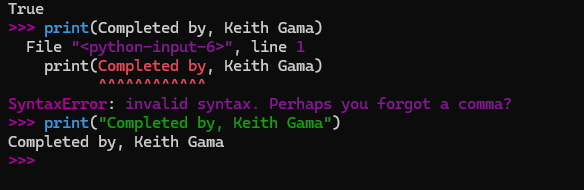 True
>>> print(Completed by, Keith Gama)
  File "<python-input-6>", line 1
    print(Completed by, Keith Gama)
          ^^^^^^^^^^^^
SyntaxError: invalid syntax. Perhaps you forgot a comma?
>>> print("Completed by, Keith Gama")
Completed by, Keith Gama
>>>